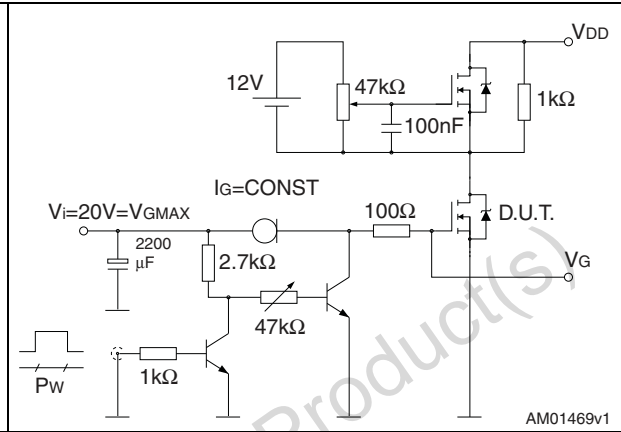 VDD
12V
47kΩ
1kΩ
100nF
IG=CONST
Vi=20V=VGMAX
100Ω
D.U.T.
2200
μF
2.7kΩ
VG
47kΩ
1kΩ
PW
Product(s)
AM01469v1